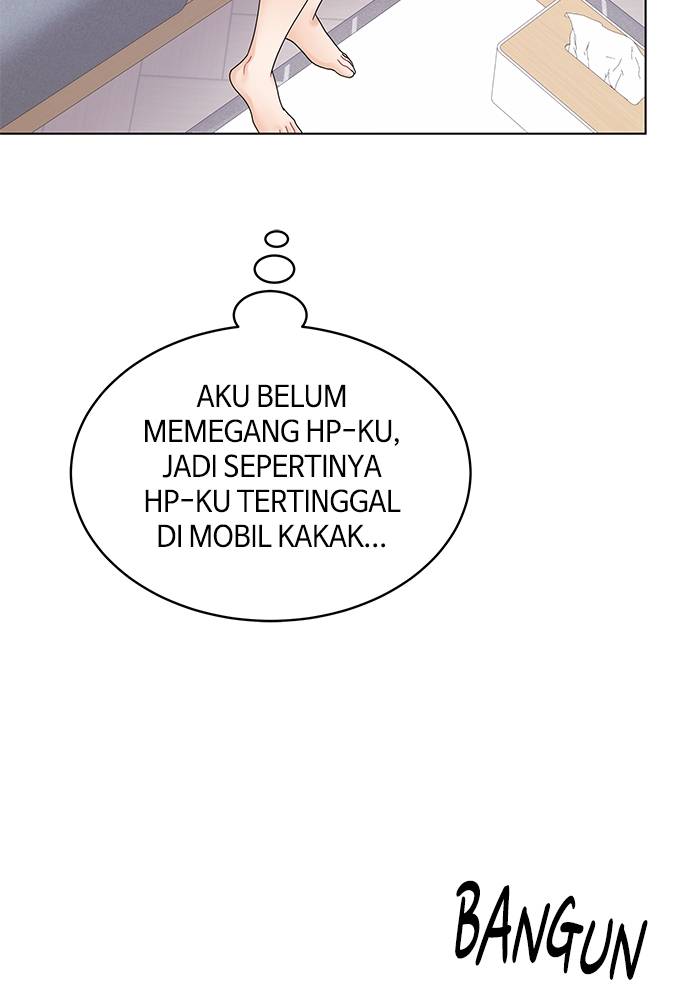 AKU BELUM
MEMEGANG HP-KU,
JADI SEPERTINYA
HP-KU TERTINGGAL
DI MOBIL KAKAK...
BANGUN